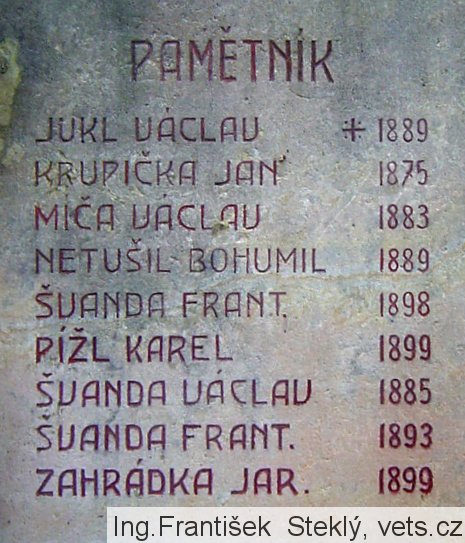 PAMĚTNÍK
JUKL VÁCLAV * 1889
KRUPIČKA JAN 1875
MÍČA VÁCLAV 1883
NETUŠIL BOHUMIL 1889
ŠVANDA FRANT. 1898
PÍŽL KAREL 1899
ŠVANDA VÁCLAV 1885
ŠVANDA FRANT. 1893
ZAHRÁDKA JAR. 1899
Ing.František Steklý, vets.cz